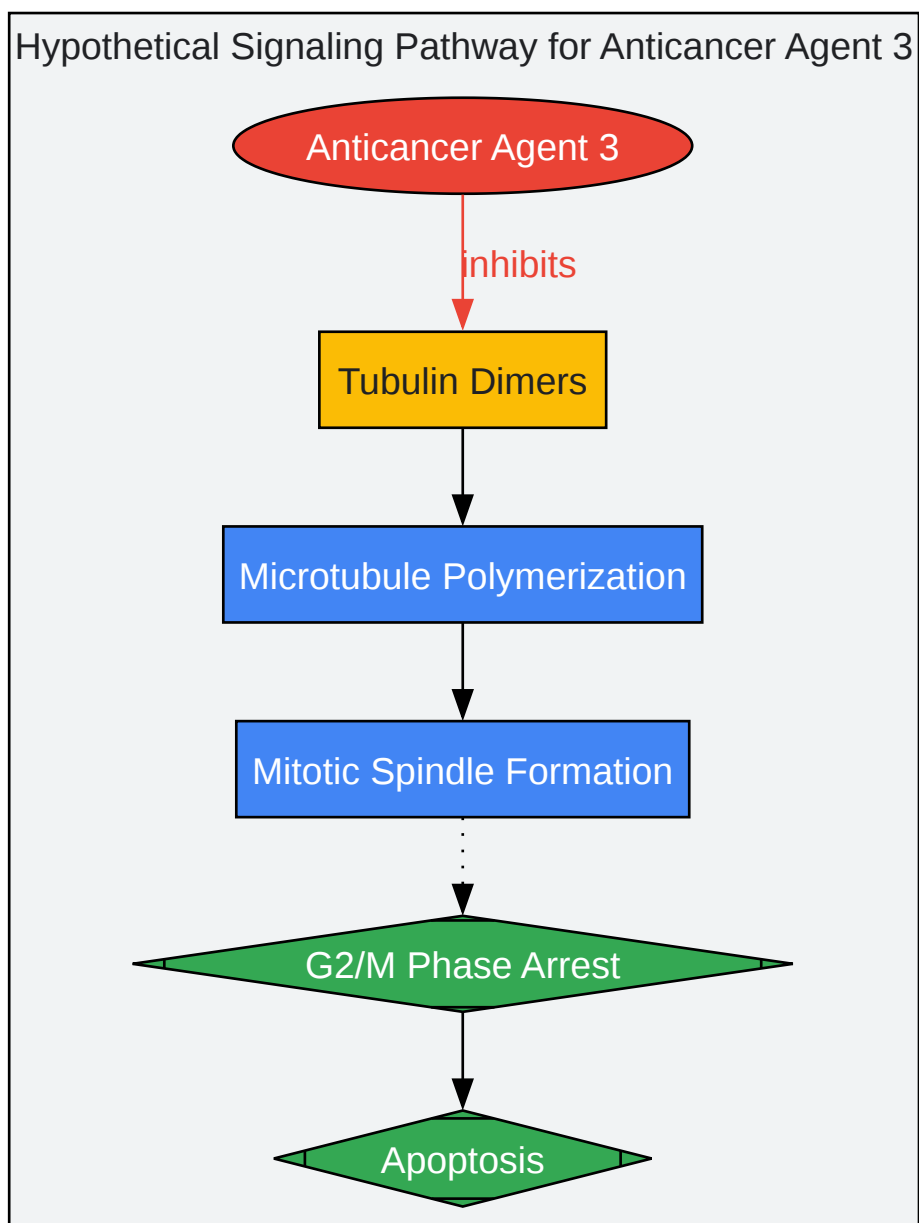 Hypothetical Signaling Pathway for Anticancer Agent 3
Anticancer Agent 3
inhibits
Tubulin Dimers
Microtubule Polymerization
Mitotic Spindle Formation
G2/M Phase Arrest
Apoptosis